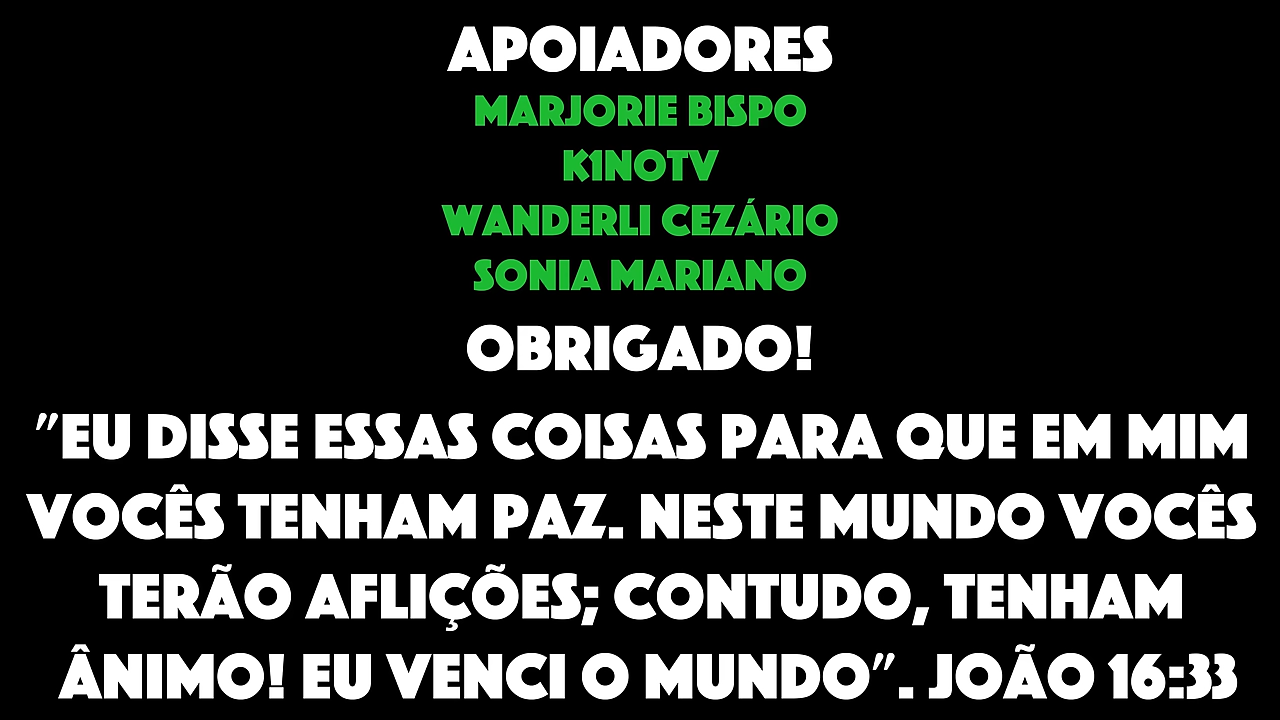 APOIADORES
MARJORIE BISPO
K1NOTV
WANDERLI CEZÁRIO
SONIA MARIANO
OBRIGADO!
"EU DISSE ESSAS COISAS PARA QUE EM MIM
VOCÊS TENHAM PAZ. NESTE MUNDO VOCÊS
TERÃO AFLIÇÕES; CONTUDO, TENHAM
ÂNIMO! EU VENCI O MUNDO". JOÃO 16:33